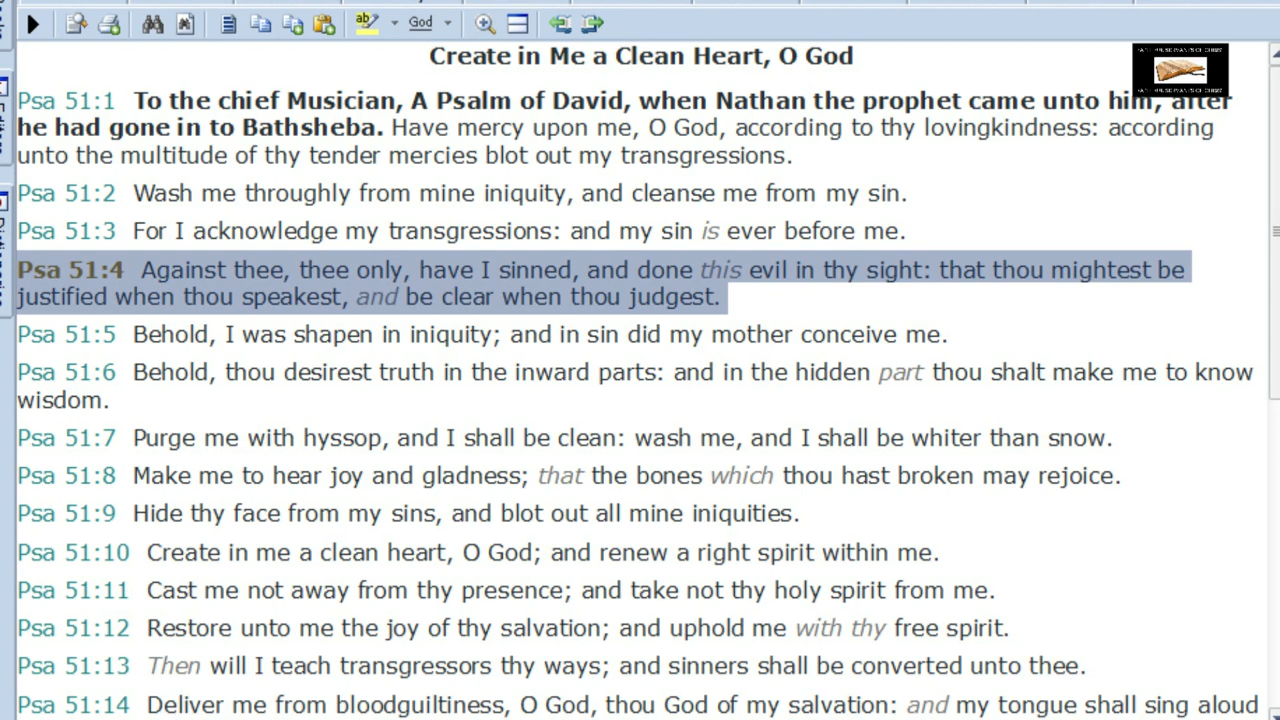 ab
God
Create in Me a Clean Heart, O God
Psa 51:1 To the chief Musician, A Psalm of David, when Nathan the prophet came unto him, after
he had gone in to Bathsheba. Have mercy upon me, O God, according to thy lovingkindness: according
unto the multitude of thy tender mercies blot out my transgressions.
Psa 51:2 Wash me throughly from mine iniquity, and cleanse me from my sin.
Psa 51:3 For I acknowledge my transgressions: and my sin is ever before me.
Psa 51:4 Against thee, thee only, have I sinned, and done this evil in thy sight: that thou mightest be
justified when thou speakest, and be clear when thou judgest.
Psa 51:5 Behold, I was shapen in iniquity; and in sin did my mother conceive me.
Psa 51:6 Behold, thou desirest truth in the inward parts: and in the hidden part thou shalt make me to know
wisdom.
Psa 51:7 Purge me with hyssop, and I shall be clean: wash me, and I shall be whiter than snow.
Psa 51:8 Make me to hear joy and gladness; that the bones which thou hast broken may rejoice.
Psa 51:9 Hide thy face from my sins, and blot out all mine iniquities.
Psa 51:10 Create in me a clean heart, O God; and renew a right spirit within me.
Psa 51:11 Cast me not away from thy presence; and take not thy holy spirit from me.
Psa 51:12 Restore unto me the joy of thy salvation; and uphold me with thy free spirit.
Psa 51:13 Then will I teach transgressors thy ways; and sinners shall be converted unto thee.
Psa 51:14 Deliver me from bloodguiltiness, O God, thou God of my salvation: and my tongue shall sing aloud